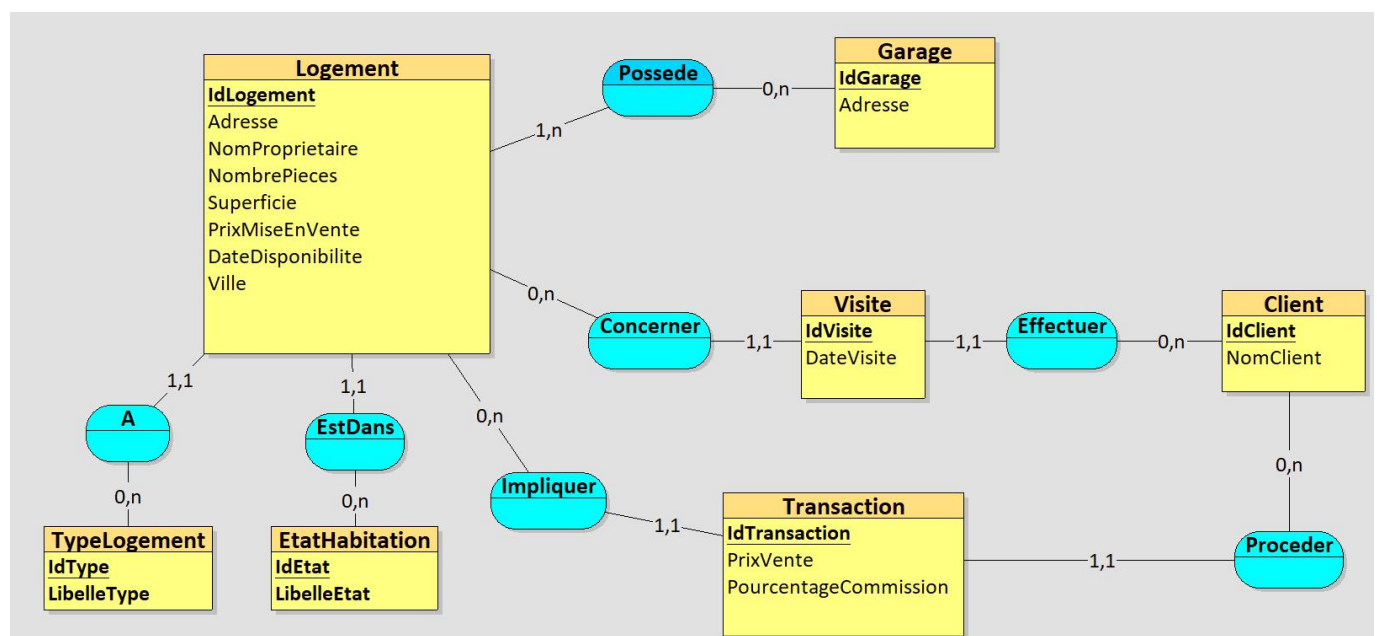 Logement
IdLogement
Adresse
NomProprietaire
NombrePieces
Superficie
PrixMiseEnVente
DateDisponibilite
Ville
1,n
Possede
0,n
Garage
IdGarage
Adresse
0,n
Concerner
1,1
Visite
IdVisite
DateVisite
1,1
Effectuer
0,n
Client
IdClient
NomClient
1,1
A
0,n
TypeLogement
IdType
LibelleType
1,1
EstDans
0,n
EtatHabitation
IdEtat
LibelleEtat
0,n
Impliquer
1,1
Transaction
IdTransaction
PrixVente
PourcentageCommission
1,1
Proceder
0,n